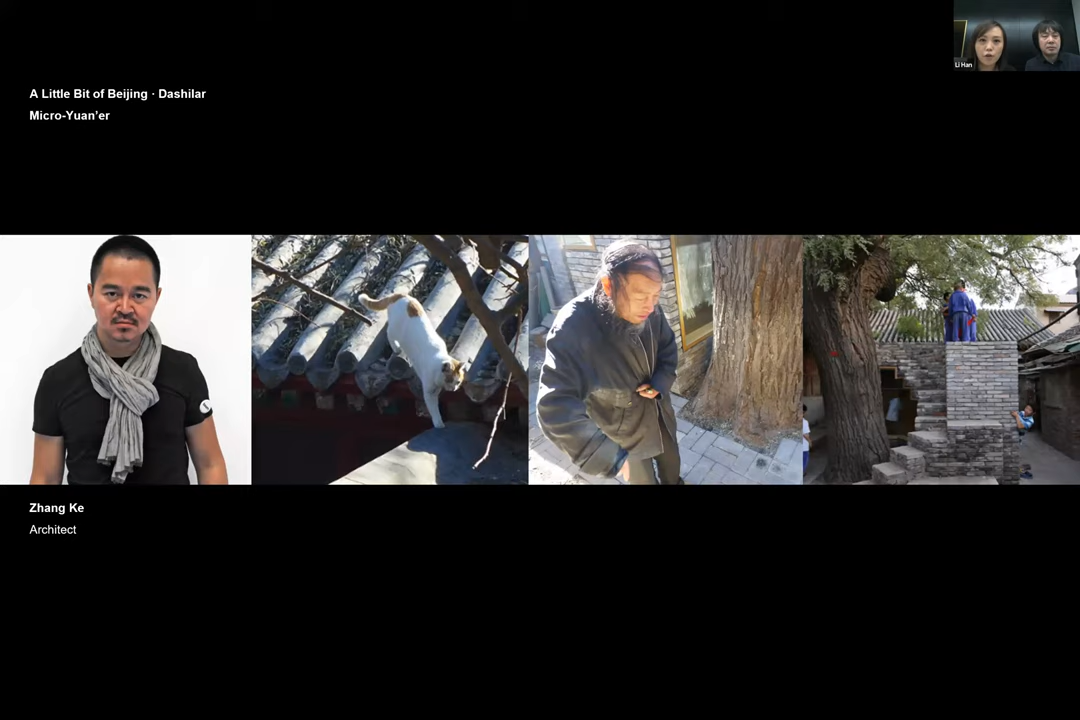 Li Han
A Little Bit of Beijing · Dashilar
Micro-Yuan’er
Zhang Ke
Architect